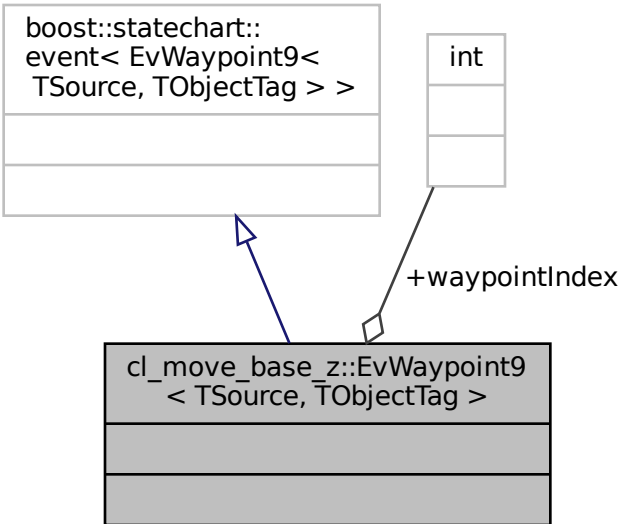 boost::statechart::
event< EvWaypoint9<
TSource, TObjectTag > >
int
+waypointIndex
cl_move_base_z::EvWaypoint9
< TSource, TObjectTag >